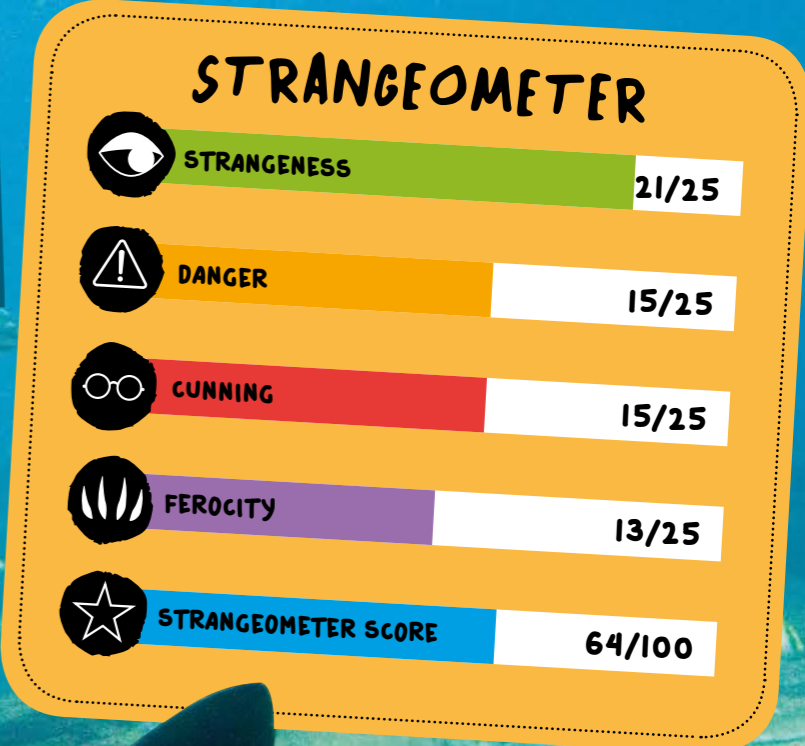 STRANGEOMETER
STRANGENESS 21/25
DANGER 15/25
CUNNING 15/25
FEROCITY 13/25
STRANGEOMETER SCORE 64/100